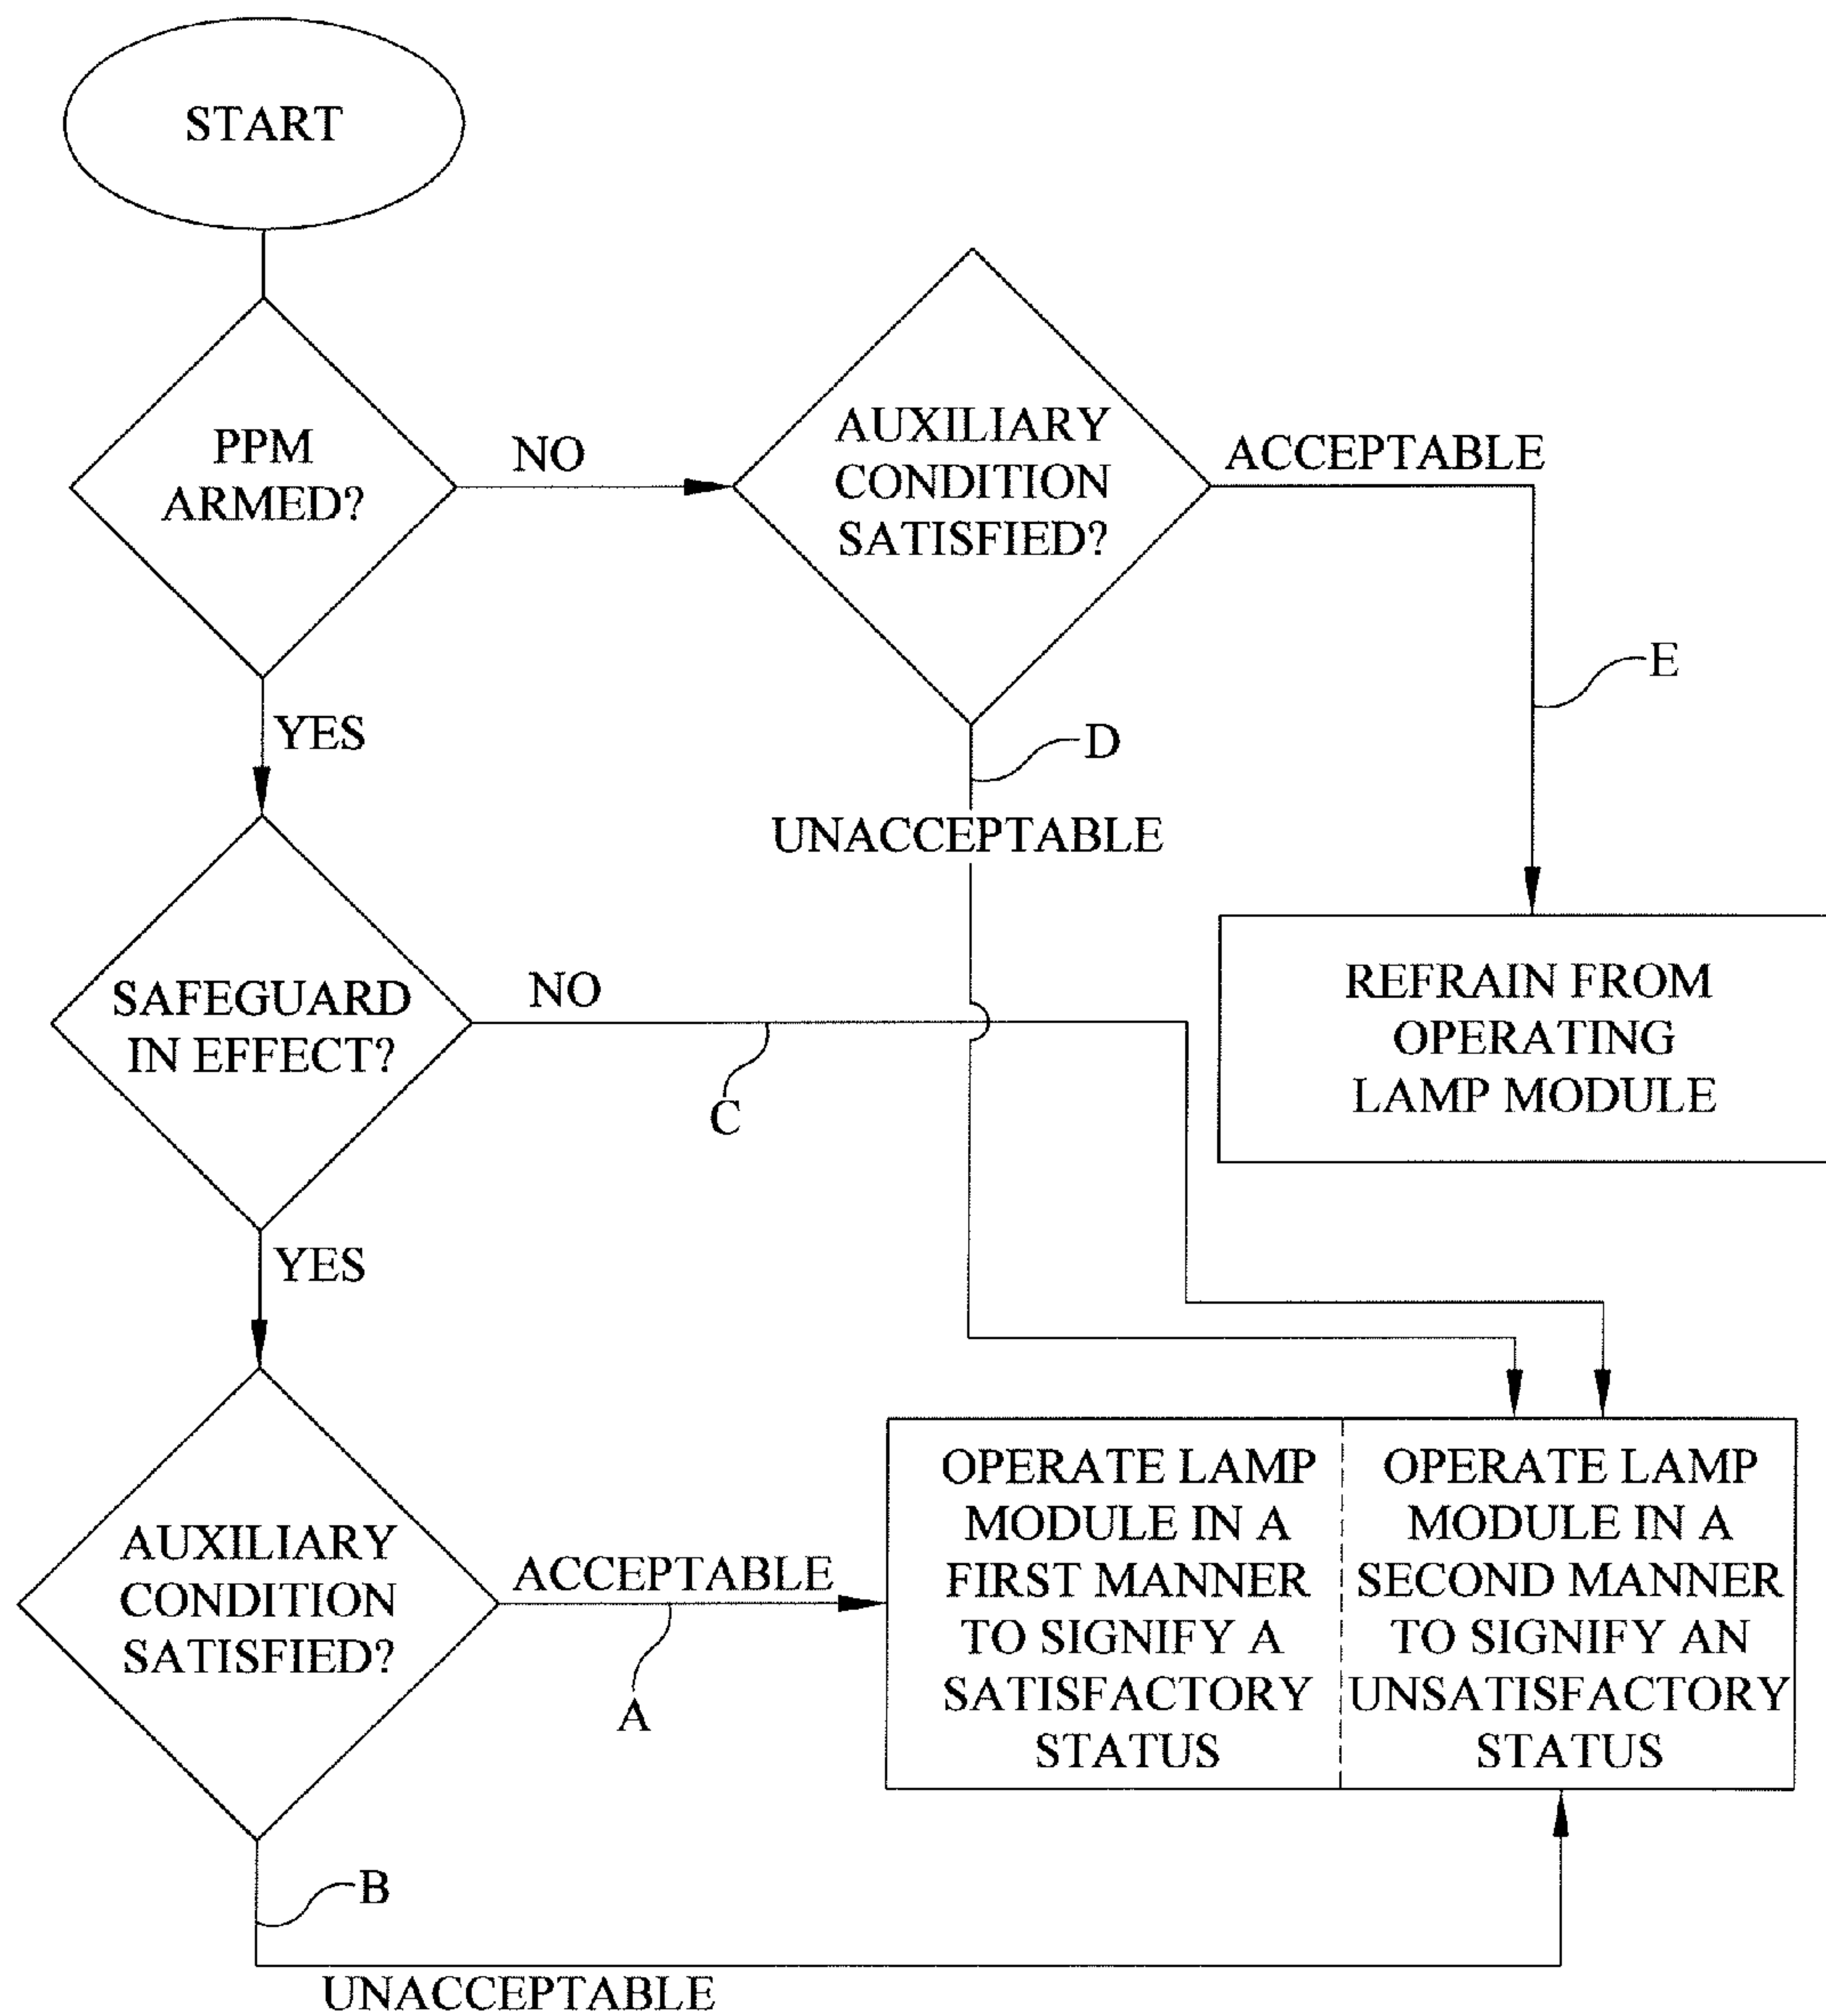 START
PPM
ARMED?
NO
AUXILIARY
CONDITION
SATISFIED?
ACCEPTABLE
E
YES
D
UNACCEPTABLE
SAFEGUARD
IN EFFECT?
NO
C
REFRAIN FROM
OPERATING
LAMP MODULE
YES
AUXILIARY
CONDITION
SATISFIED?
ACCEPTABLE
A
OPERATE LAMP
MODULE IN A
FIRST MANNER
TO SIGNIFY A
SATISFACTORY
STATUS
OPERATE LAMP
MODULE IN A
SECOND MANNER
TO SIGNIFY AN
UNSATISFACTORY
STATUS
B
UNACCEPTABLE